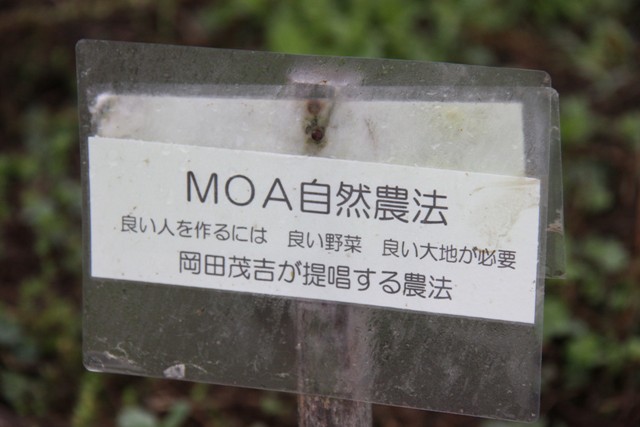 MOA自然農法
良い人を作るには 良い野菜 良い大地が必要
岡田茂吉が提唱する農法